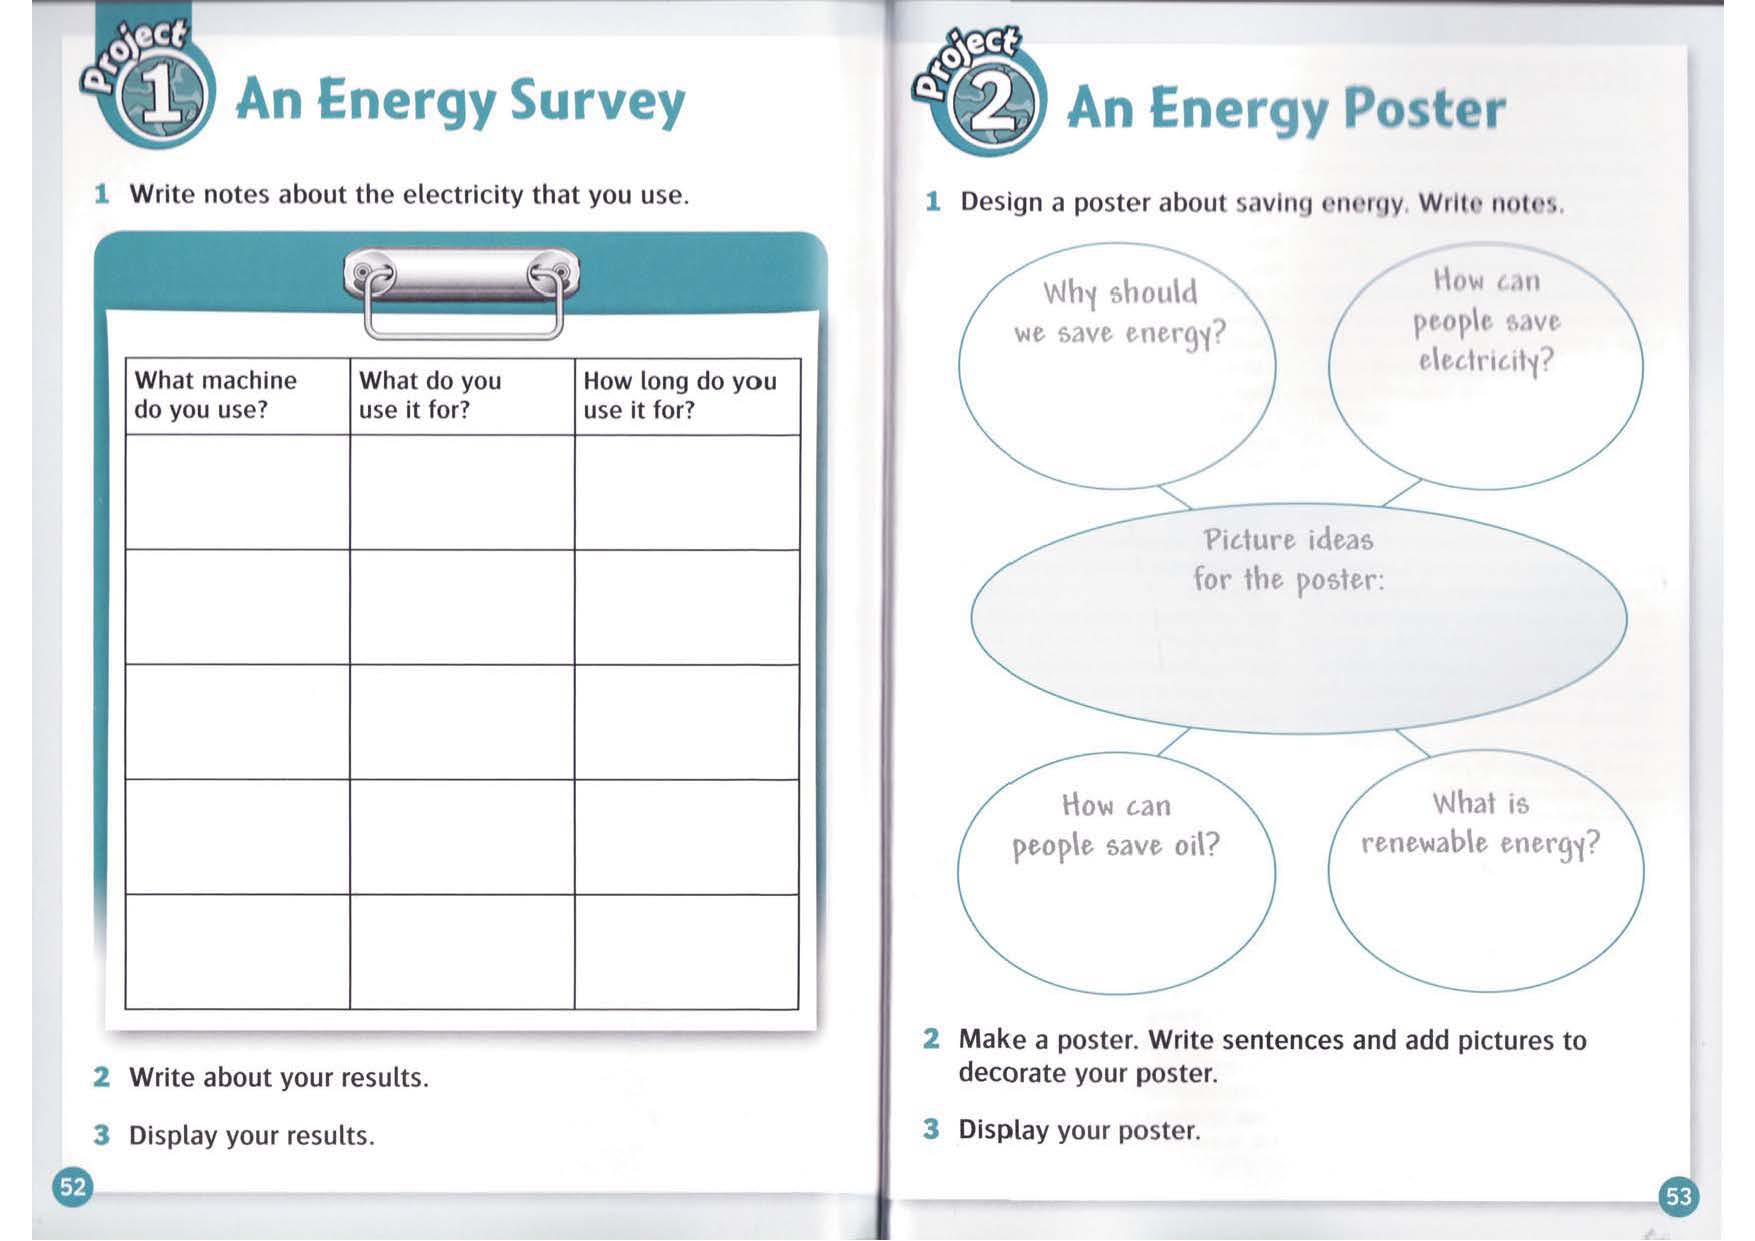 Project
1
An Energy Survey
1 Write notes about the electricity that you use.
What machine
do you use?
What do you
use it for?
How long do you
use it for?
2 Write about your results.
3 Display your results.
52
Project
2
An Energy Poster
1 Design a poster about saving energy. Write notes.
Why should
we save energy?
How can
people save
electricity?
Picture ideas
for the poster:
How can
people save oil?
What is
renewable energy?
2 Make a poster. Write sentences and add pictures to
decorate your poster.
3 Display your poster.
53